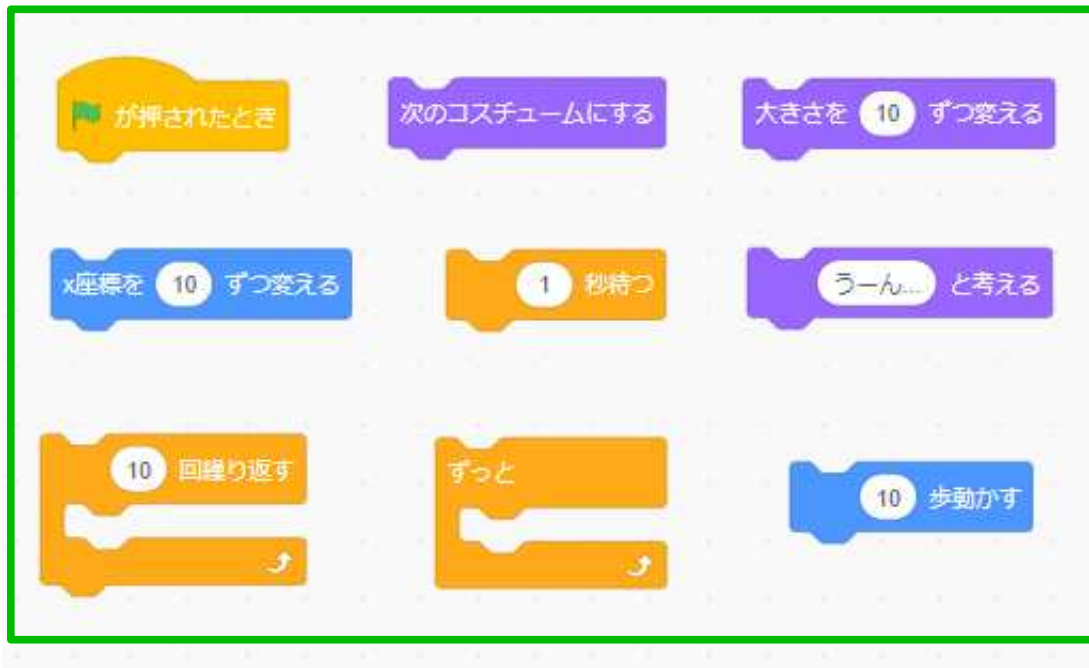 が押されたとき
次のコスチュームにする
大きさを 10 ずつ変える
x座標を 10 ずつ変える
1 秒待つ
うーん... と考える
10 回繰り返す
ずっと
10 歩動かす